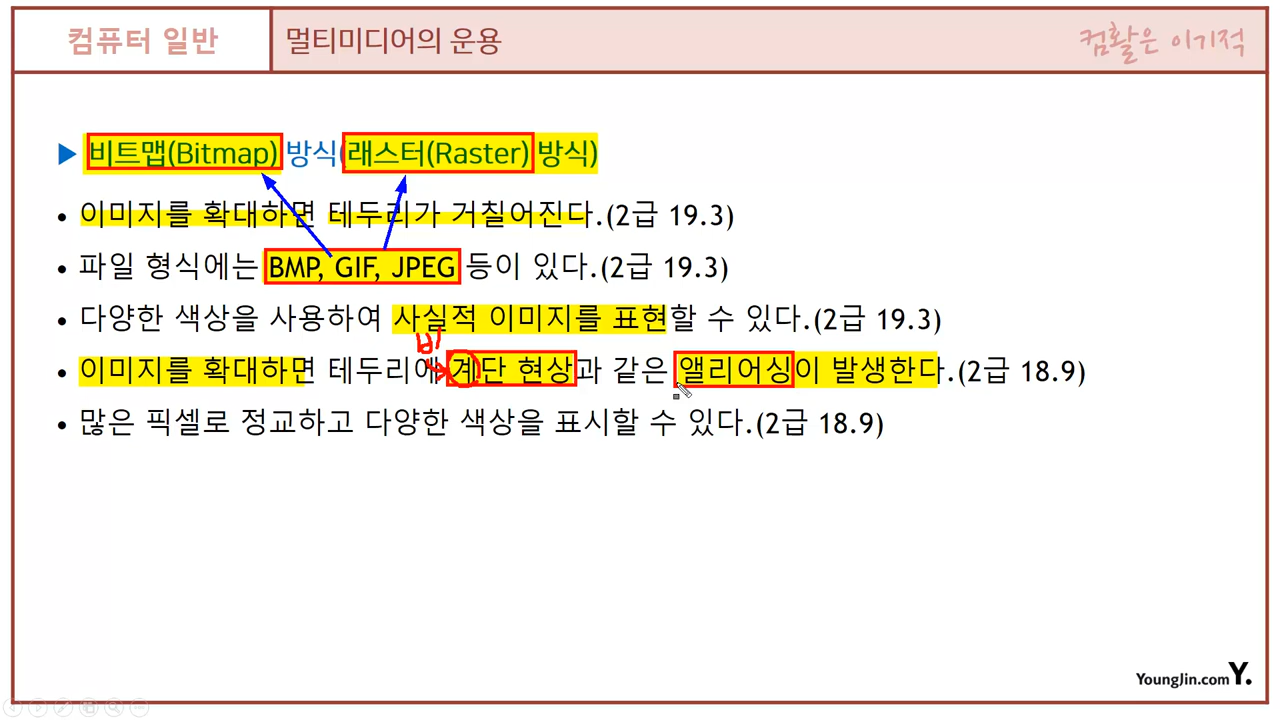 컴퓨터 일반
멀티미디어의 운용
컴활은 이기적
▶ 비트맵(Bitmap) 방식(래스터(Raster) 방식)
• 이미지를 확대하면 테두리가 거칠어진다.(2급 19.3)
• 파일 형식에는 BMP, GIF, JPEG 등이 있다.(2급 19.3)
• 다양한 색상을 사용하여 사실적 이미지를 표현할 수 있다.(2급 19.3)
비
• 이미지를 확대하면 테두리에 계단 현상과 같은 앨리어싱이 발생한다.(2급 18.9)
• 많은 픽셀로 정교하고 다양한 색상을 표시할 수 있다.(2급 18.9)
YoungJin.com Y.